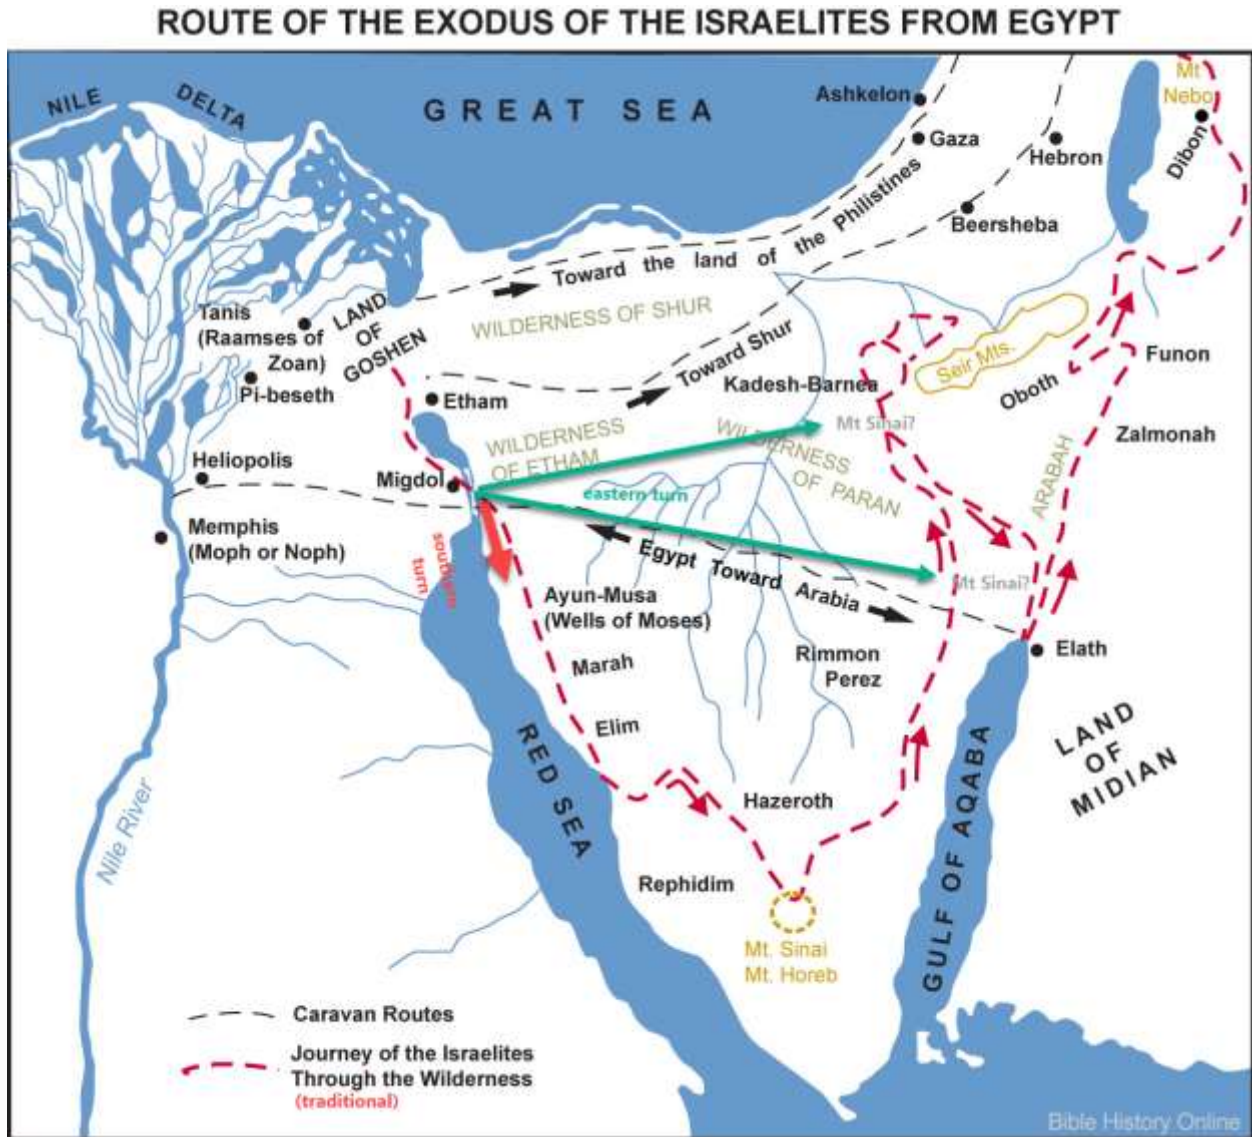 ROUTE OF THE EXODUS OF THE ISRAELITES FROM EGYPT
NILE DELTA
GREAT SEA
Ashkelon
Gaza
Hebron
Beersheba
Mt
Nebo
Dibon
Toward the land of the Philistines
WILDERNESS OF SHUR
Toward Shur
Tanis
(Raamses of
Zoan)
Pi-beseth
LAND
OF
GOSHEN
Etham
WILDERNESS
OF ETHAM
Kadesh-Barnea
Mt Sinai?
WILDERNESS
OF PARAN
Seir Mts.
Oboth
Funon
Zalmonah
ARABAH
Heliopolis
Migdol
Memphis
(Moph or Noph)
eastern turn
southern
turn
Egypt Toward Arabia
Mt Sinai?
Ayun-Musa
(Wells of Moses)
Marah
Elim
Rimmon
Perez
Elath
LAND
OF
MIDIAN
RED SEA
GULF OF AQABA
Hazeroth
Rephidim
Mt. Sinai
Mt. Horeb
Nile River
Caravan Routes
Journey of the Israelites
Through the Wilderness
(traditional)
Bible History Online